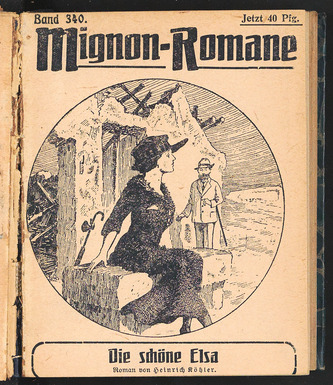 Band 340.
Jetzt 40 Pfg.
Mignon-Romane
Die schöne Elsa
Roman von Heinrich Köhler.